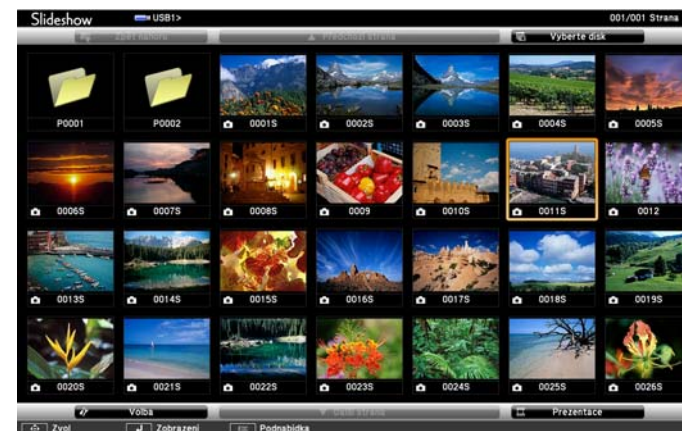 Slideshow USB1> 001/001 Strana
Zpět nahoru Předchozí strana Vyberte disk
P0001 P0002 0001S 0002S 0003S 0004S 0005S
0006S 0007S 0008S 0009 0010S 0011S 0012
0013S 0014S 0015S 0016S 0017S 0018S 0019S
0020S 0021S 0022S 0023S 0024S 0025S 0026S
Volba Další strana Prezentace
Zvol Zobrazení Podnabídka